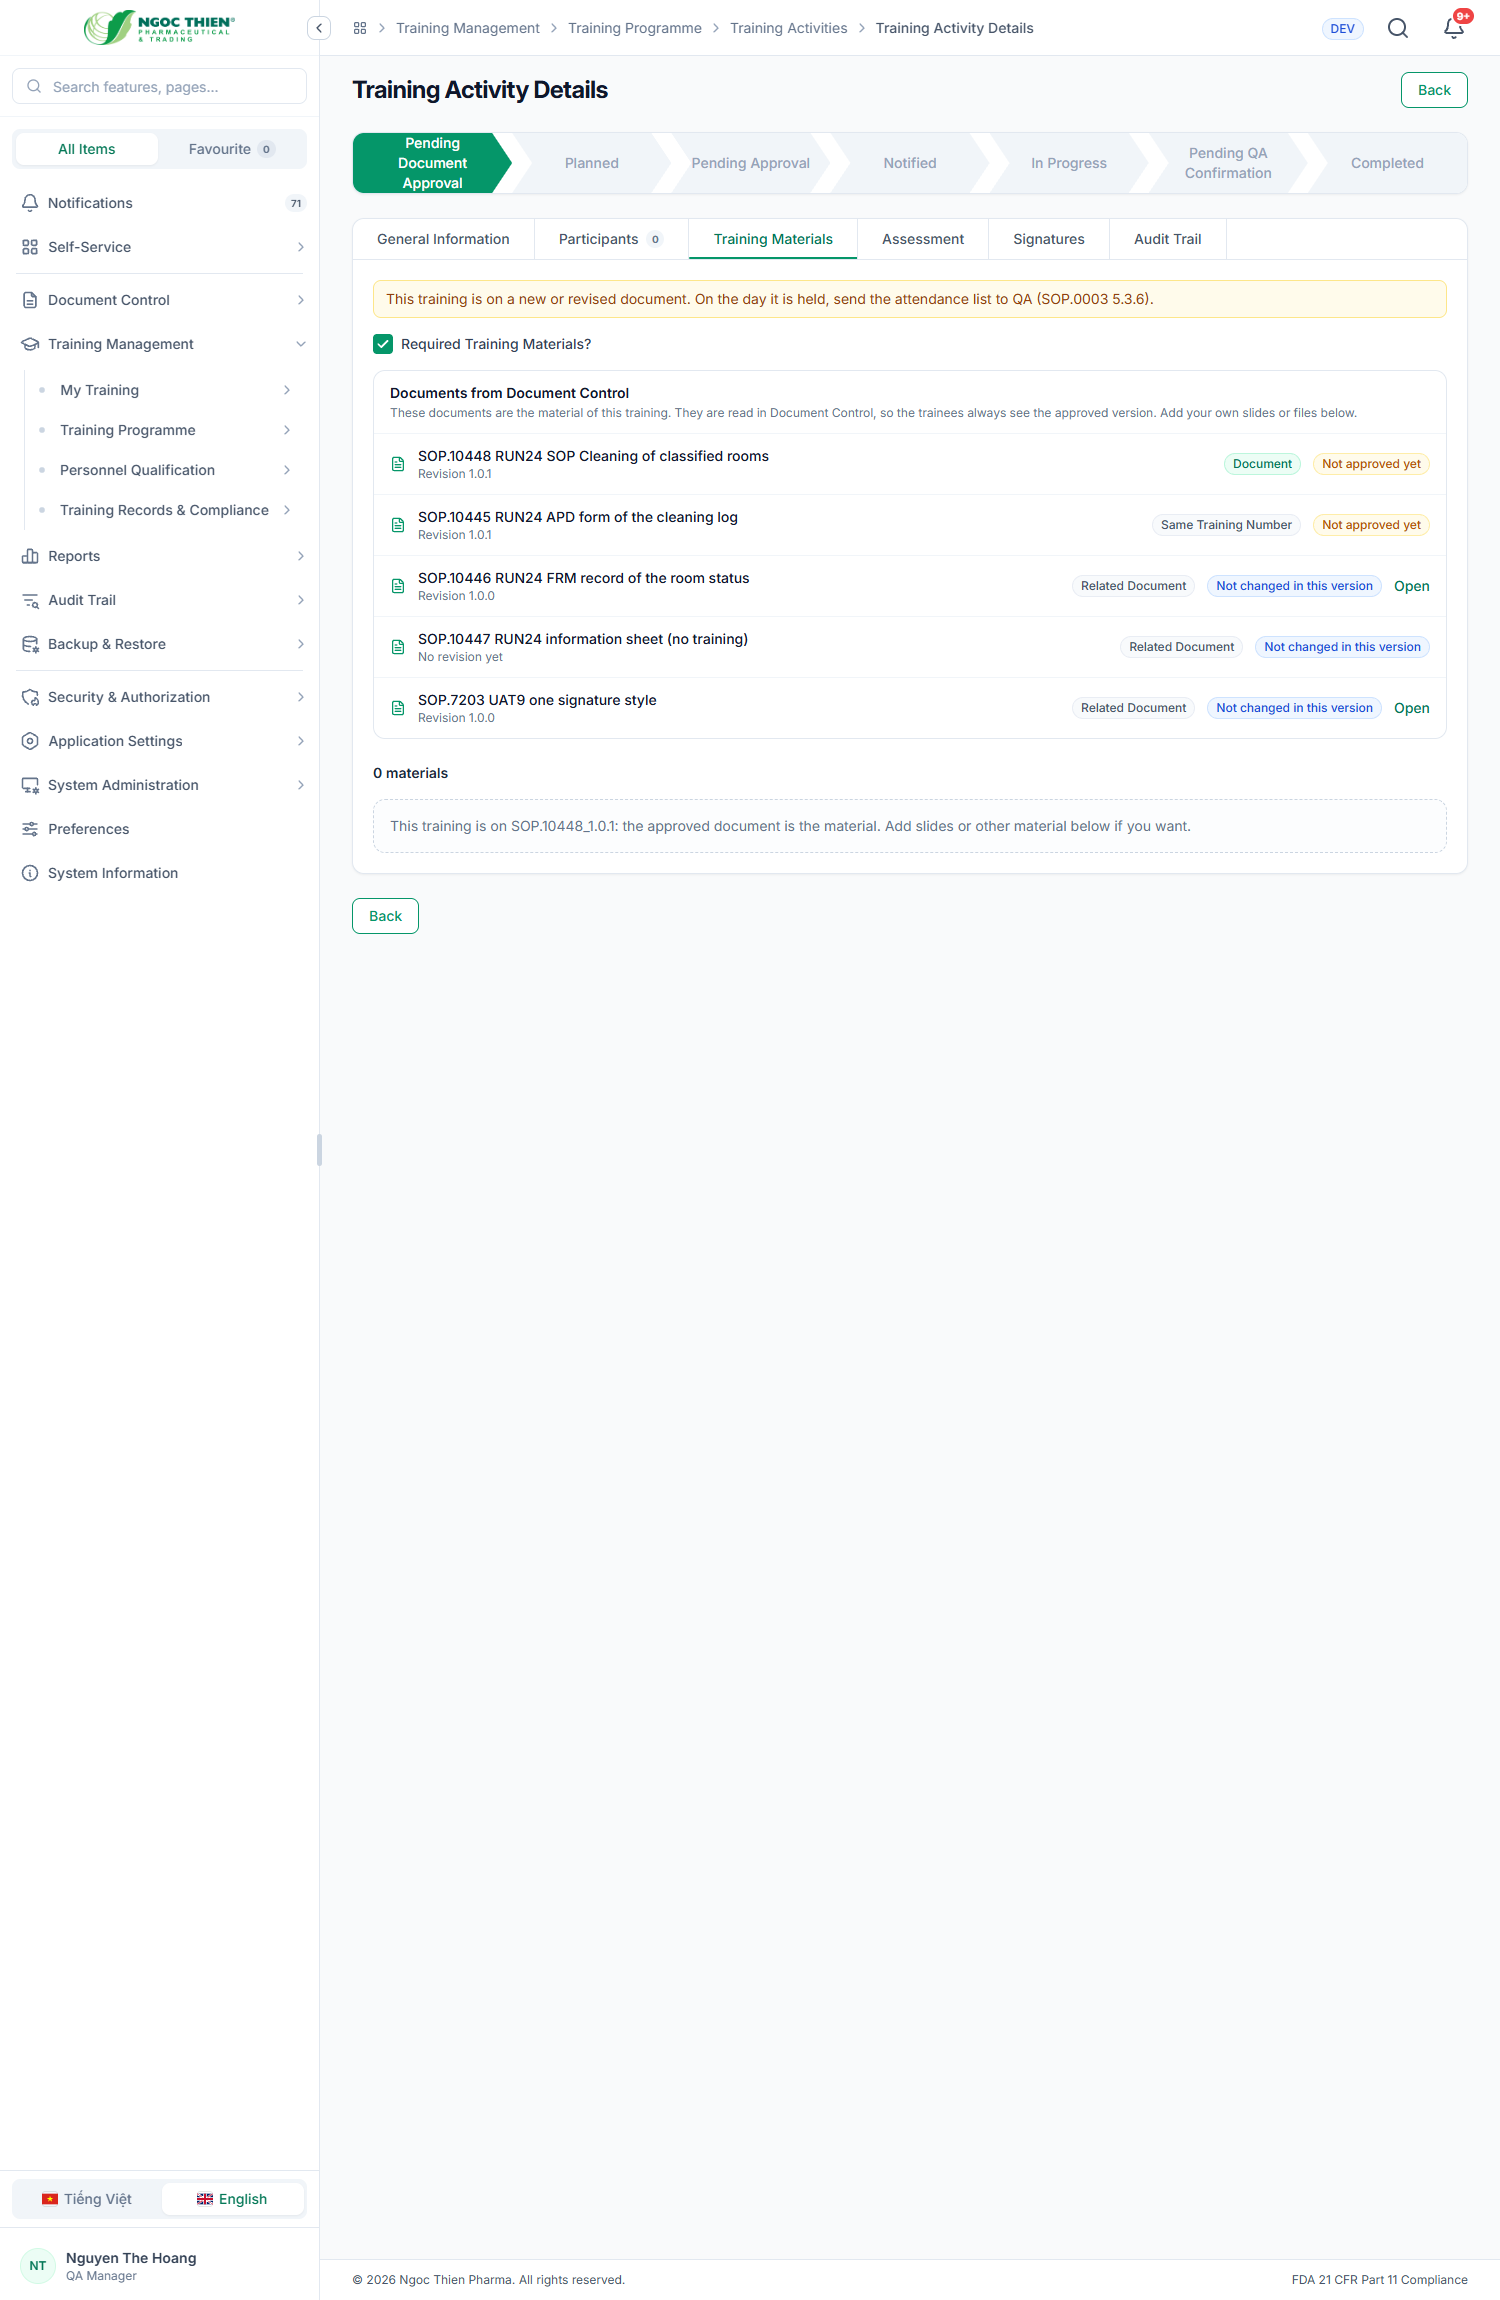 NGOC THIEN®
PHARMACEUTICAL
& TRADING
Training Management
Training Programme
Training Activities
Training Activity Details
DEV
9+
Search features, pages...
All Items
Favourite 0
Notifications 71
Self-Service
Document Control
Training Management
My Training
Training Programme
Personnel Qualification
Training Records & Compliance
Reports
Audit Trail
Backup & Restore
Security & Authorization
Application Settings
System Administration
Preferences
System Information
Tiếng Việt
English
NT
Nguyen The Hoang
QA Manager
Training Activity Details
Back
Pending
Document
Approval
Planned
Pending Approval
Notified
In Progress
Pending QA
Confirmation
Completed
General Information
Participants 0
Training Materials
Assessment
Signatures
Audit Trail
This training is on a new or revised document. On the day it is held, send the attendance list to QA (SOP.0003 5.3.6).
Required Training Materials?
Documents from Document Control
These documents are the material of this training. They are read in Document Control, so the trainees always see the approved version. Add your own slides or files below.
SOP.10448 RUN24 SOP Cleaning of classified rooms
Revision 1.0.1
Document
Not approved yet
SOP.10445 RUN24 APD form of the cleaning log
Revision 1.0.1
Same Training Number
Not approved yet
SOP.10446 RUN24 FRM record of the room status
Revision 1.0.0
Related Document
Not changed in this version
Open
SOP.10447 RUN24 information sheet (no training)
No revision yet
Related Document
Not changed in this version
SOP.7203 UAT9 one signature style
Revision 1.0.0
Related Document
Not changed in this version
Open
0 materials
This training is on SOP.10448_1.0.1: the approved document is the material. Add slides or other material below if you want.
Back
© 2026 Ngoc Thien Pharma. All rights reserved.
FDA 21 CFR Part 11 Compliance